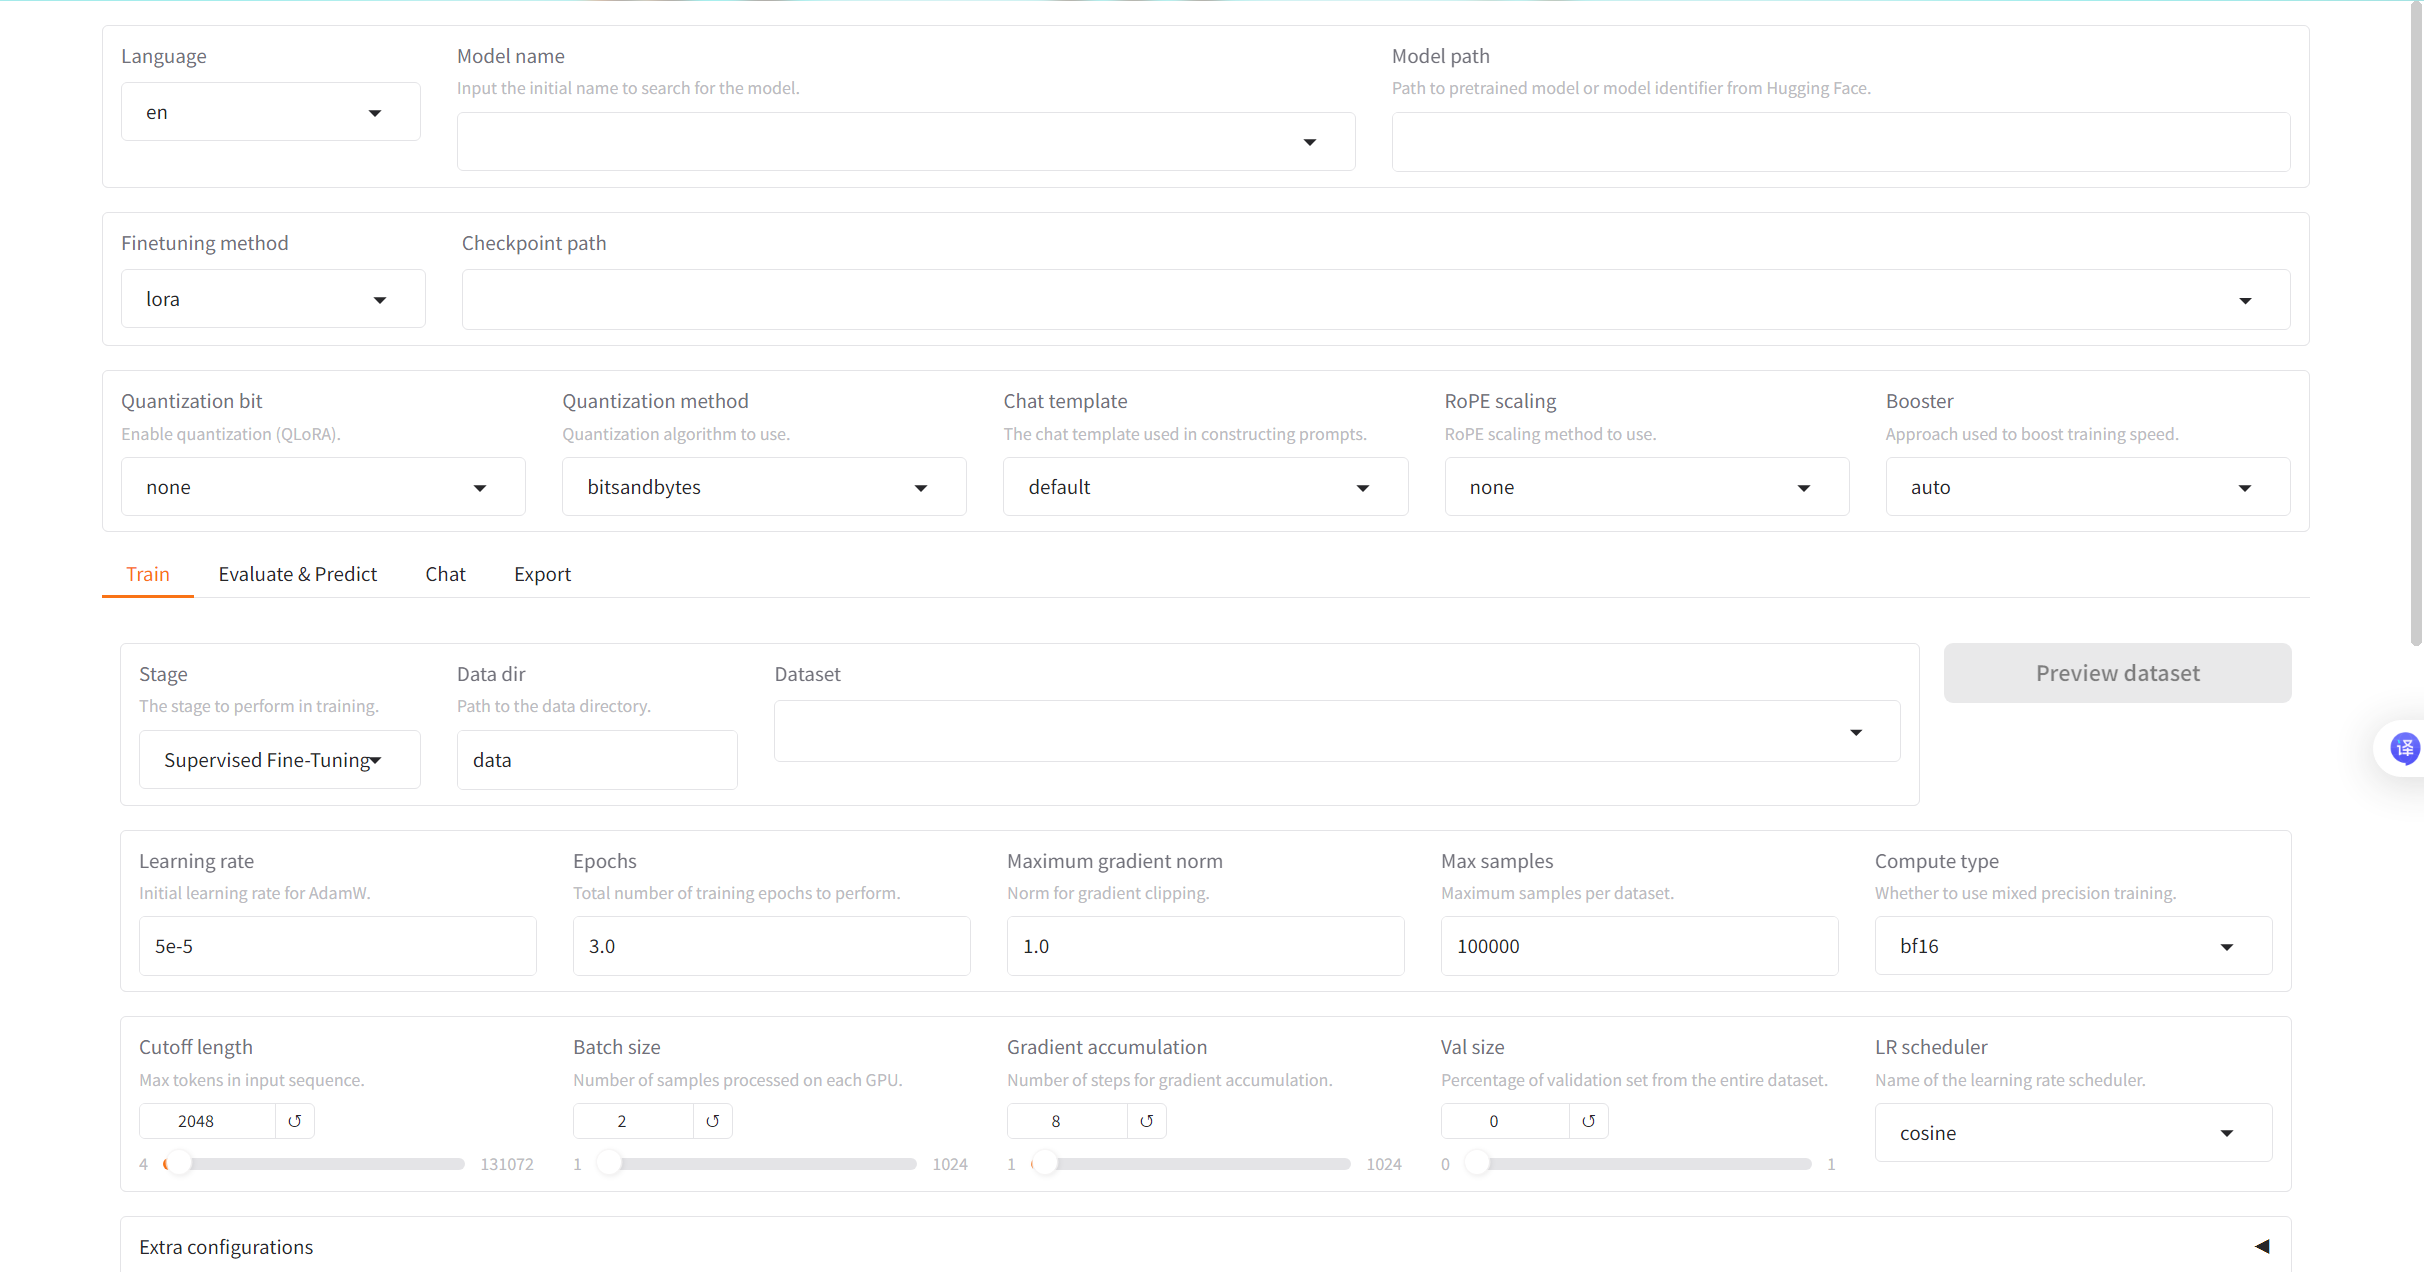 Language
Model name
Model path
Input the initial name to search for the model.
Path to pretrained model or model identifier from Hugging Face.
en
Finetuning method
Checkpoint path
lora
Quantization bit
Quantization method
Chat template
RoPE scaling
Booster
Enable quantization (QLoRA).
Quantization algorithm to use.
The chat template used in constructing prompts.
RoPE scaling method to use.
Approach used to boost training speed.
none
bitsandbytes
default
none
auto
Train
Evaluate & Predict
Chat
Export
Stage
Data dir
Dataset
Preview dataset
The stage to perform in training.
Path to the data directory.
Supervised Fine-Tuning
data
译
Learning rate
Epochs
Maximum gradient norm
Max samples
Compute type
Initial learning rate for AdamW.
Total number of training epochs to perform.
Norm for gradient clipping.
Maximum samples per dataset.
Whether to use mixed precision training.
5e-5
3.0
1.0
100000
bf16
Cutoff length
Batch size
Gradient accumulation
Val size
LR scheduler
Max tokens in input sequence.
Number of samples processed on each GPU.
Number of steps for gradient accumulation.
Percentage of validation set from the entire dataset.
Name of the learning rate scheduler.
2048
2
8
0
cosine
4
131072
1
1024
1
1024
0
1
Extra configurations